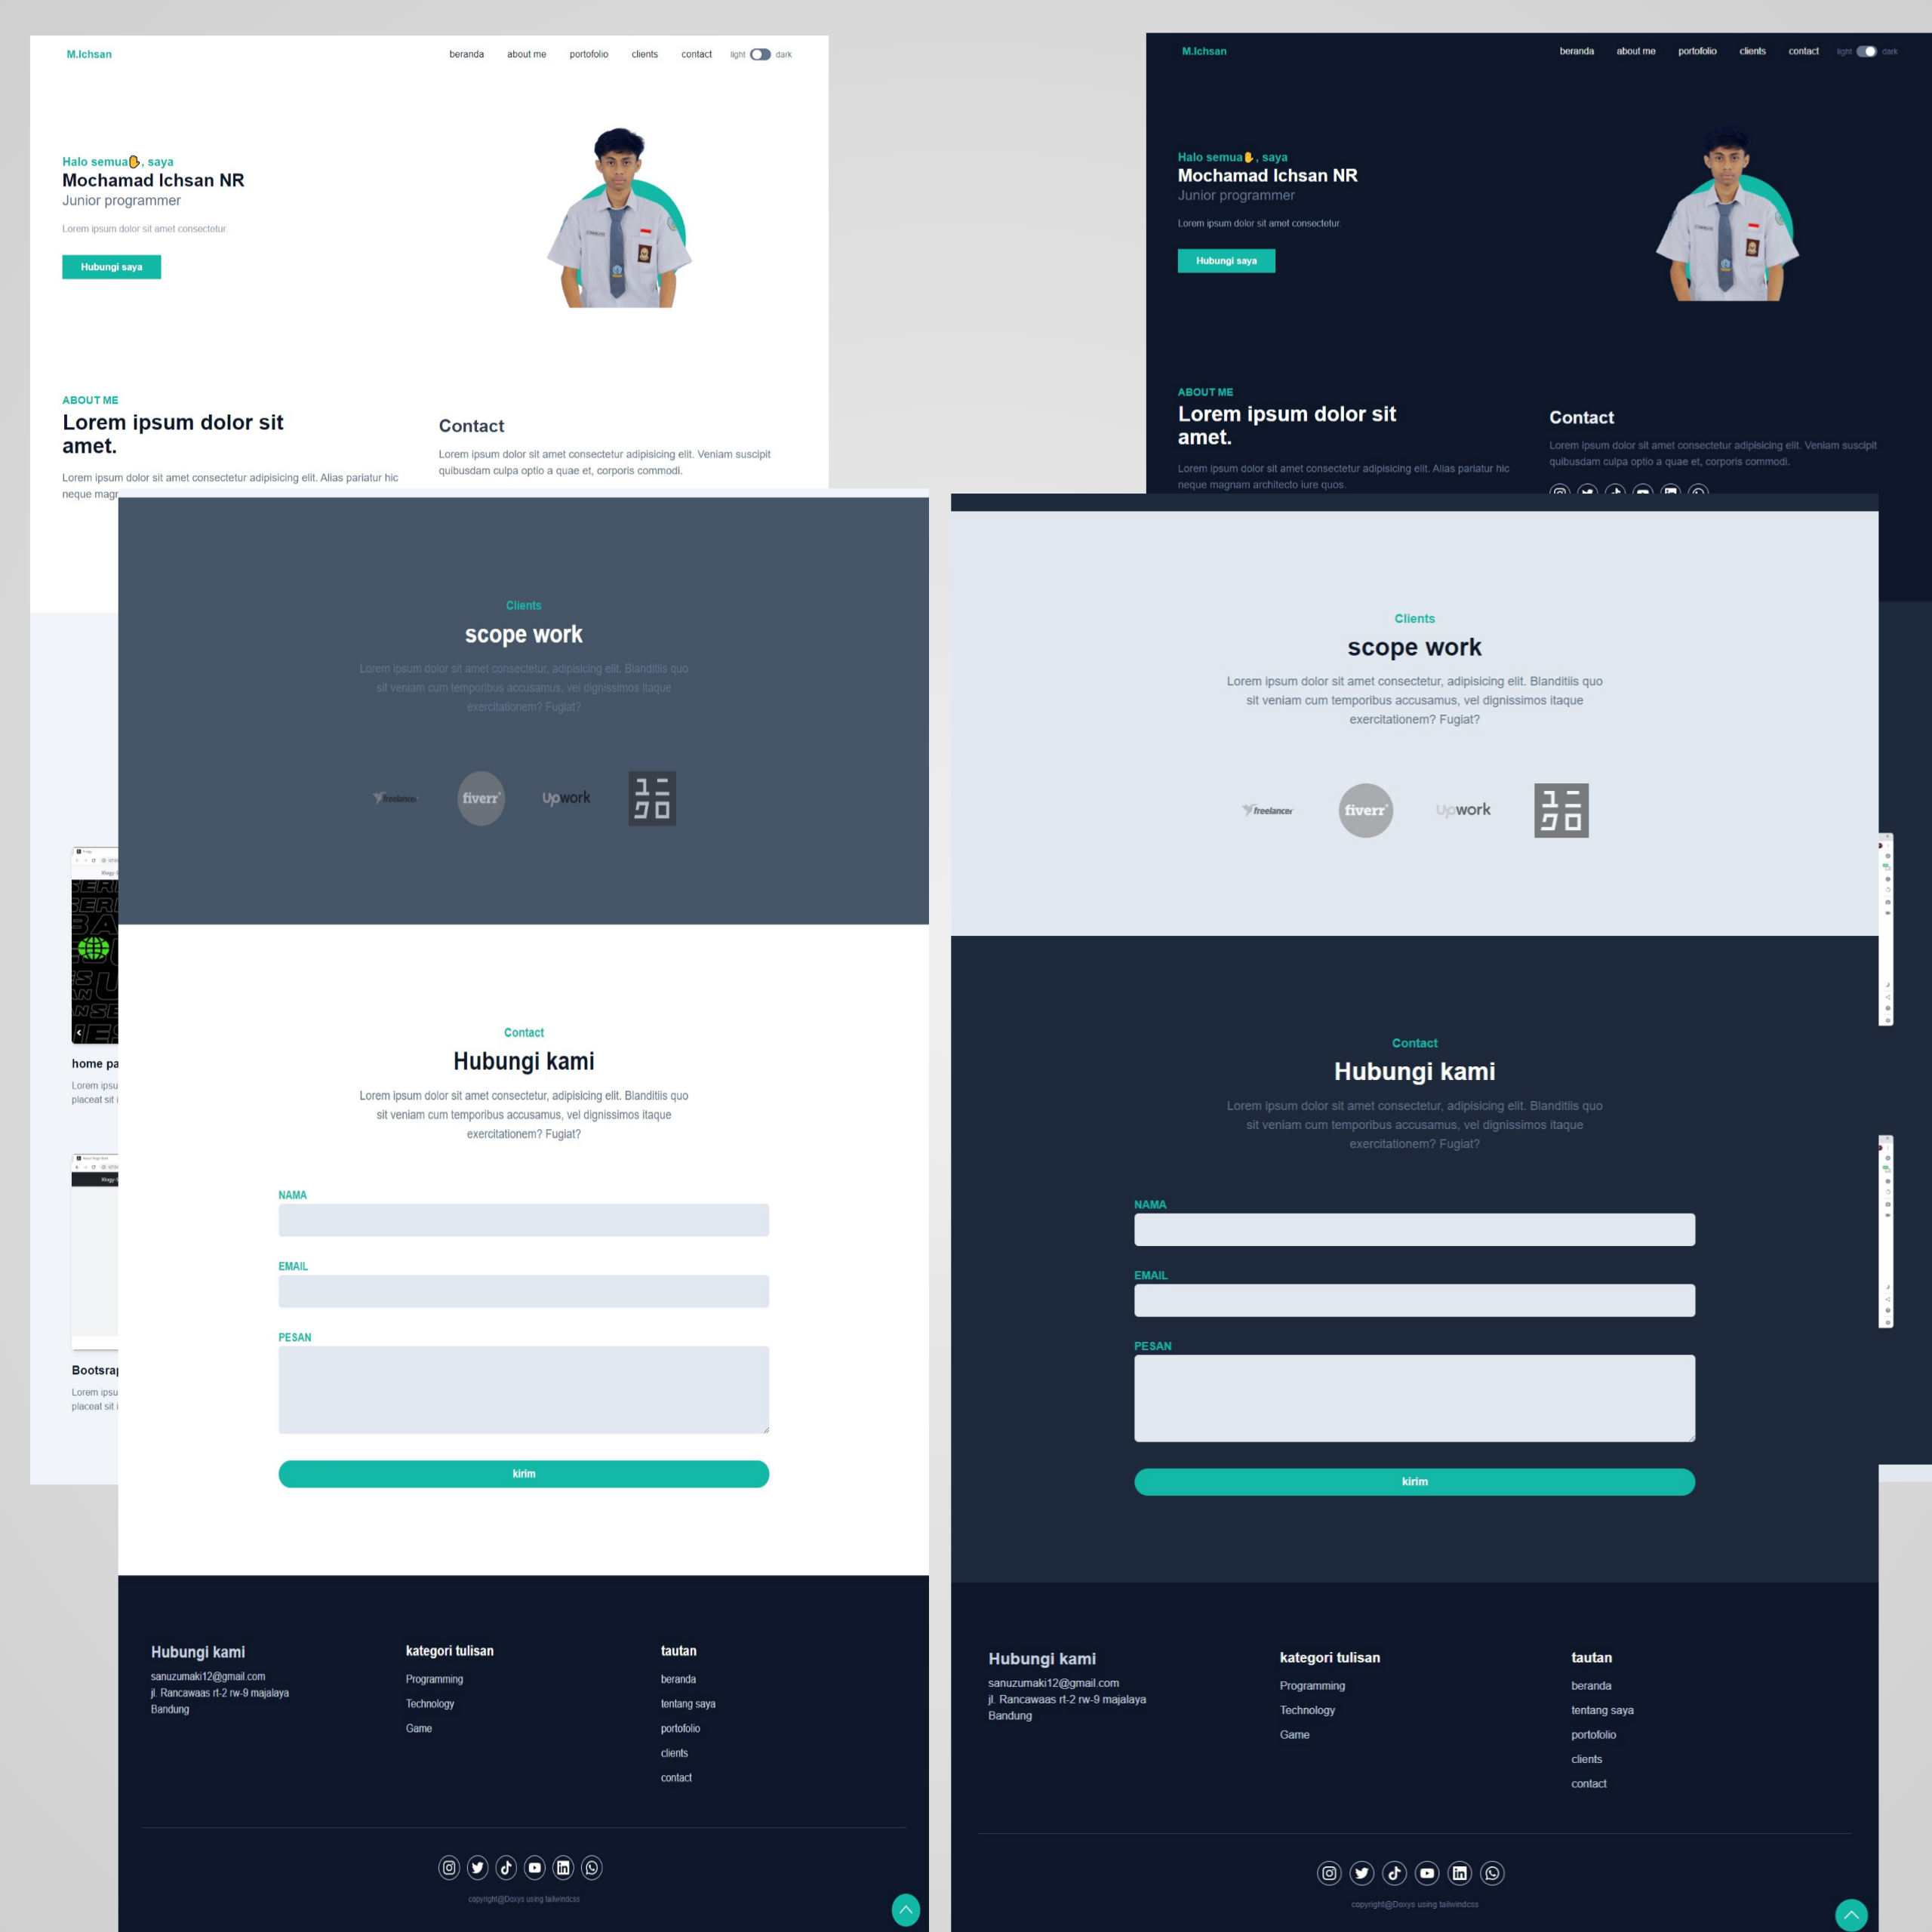 M.Ichsan
beranda about me portofolio clients contact light dark
Halo semua✋, saya
Mochamad Ichsan NR
Junior programmer
Lorem ipsum dolor sit amet consectetur.
Hubungi saya
ABOUT ME
Lorem ipsum dolor sit
amet.
Lorem ipsum dolor sit amet consectetur adipisicing elit. Alias pariatur hic
neque magr
Contact
Lorem ipsum dolor sit amet consectetur adipisicing elit. Veniam suscipit
quibusdam culpa optio a quae et, corporis commodi.
home pa
Lorem ipsu
placeat sit i
Bootsrap
Lorem ipsu
placeat sit i
M.Ichsan
beranda about me portofolio clients contact light dark
Halo semua✋, saya
Mochamad Ichsan NR
Junior programmer
Lorem ipsum dolor sit amet consectetur.
Hubungi saya
ABOUT ME
Lorem ipsum dolor sit
amet.
Lorem ipsum dolor sit amet consectetur adipisicing elit. Alias pariatur hic
neque magnam architecto iure quos.
Contact
Lorem ipsum dolor sit amet consectetur adipisicing elit. Veniam suscipit
quibusdam culpa optio a quae et, corporis commodi.
Clients
scope work
Lorem ipsum dolor sit amet consectetur, adipisicing elit. Blanditiis quo
sit veniam cum temporibus accusamus, vel dignissimos itaque
exercitationem? Fugiat?
freelancer fiverr Upwork ユニクロ
Contact
Hubungi kami
Lorem ipsum dolor sit amet consectetur, adipisicing elit. Blanditiis quo
sit veniam cum temporibus accusamus, vel dignissimos itaque
exercitationem? Fugiat?
NAMA
EMAIL
PESAN
kirim
Hubungi kami
sanuzumaki12@gmail.com
jl. Rancawaas rt-2 rw-9 majalaya
Bandung
kategori tulisan
Programming
Technology
Game
tautan
beranda
tentang saya
portofolio
clients
contact
copyright@Doxys using tailwindcss
Clients
scope work
Lorem ipsum dolor sit amet consectetur, adipisicing elit. Blanditiis quo
sit veniam cum temporibus accusamus, vel dignissimos itaque
exercitationem? Fugiat?
freelancer fiverr Upwork ユニクロ
Contact
Hubungi kami
Lorem ipsum dolor sit amet consectetur, adipisicing elit. Blanditiis quo
sit veniam cum temporibus accusamus, vel dignissimos itaque
exercitationem? Fugiat?
NAMA
EMAIL
PESAN
kirim
Hubungi kami
sanuzumaki12@gmail.com
jl. Rancawaas rt-2 rw-9 majalaya
Bandung
kategori tulisan
Programming
Technology
Game
tautan
beranda
tentang saya
portofolio
clients
contact
copyright@Doxys using tailwindcss